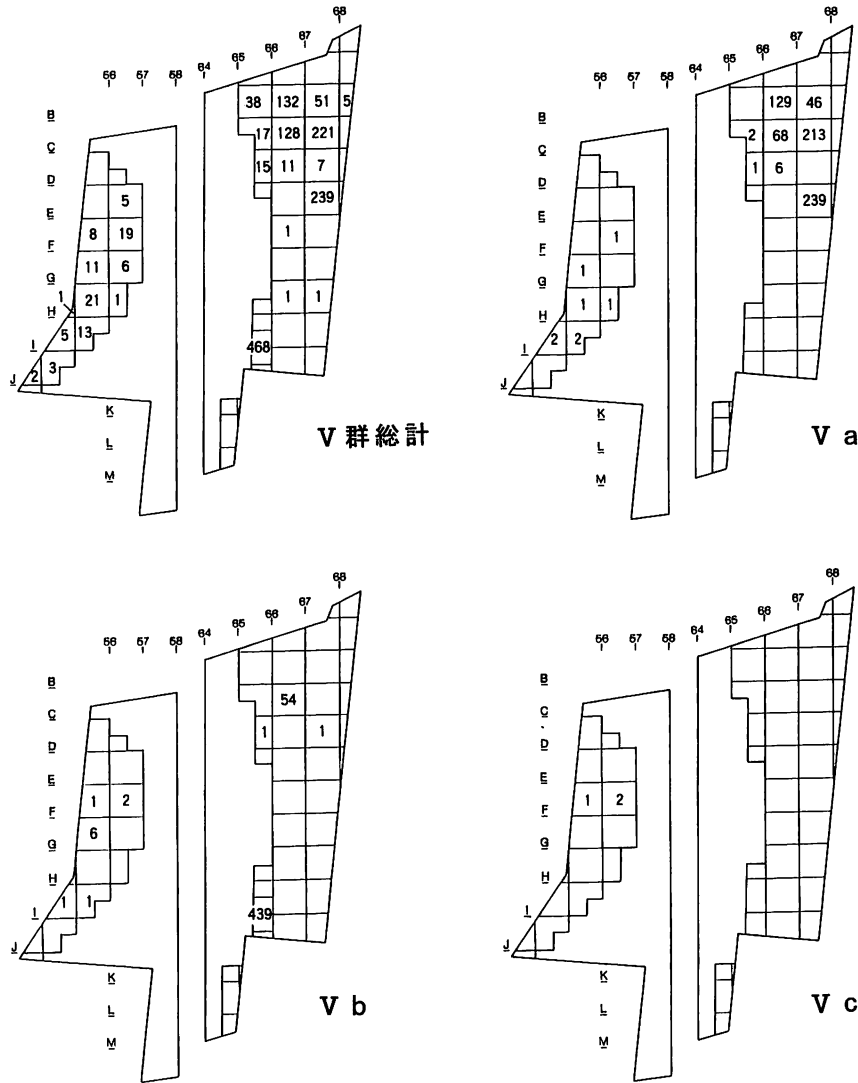 68
67
66
65
64
56 57 58
38 132 51 5
B
17 128 221
C
15 11 7
D
5 239
E
8 19 1
F
11 6
G
1 21 1 1 1
H
5 13
I
468
2 3
J
K
L
M
V 群総計
68
67
66
65
64
56 57 58
129 46
B
2 68 213
C
1 6
D
239
E
1
F
1
G
1 1
H
2 2
I
J
K
L
M
V a
68
67
66
65
64
56 57 58
B
54
C
1 1
D
E
1 2
F
6
G
H
1 1
I
439
J
K
L
M
V b
68
67
66
65
64
56 57 58
B
C
D
E
1 2
F
G
H
I
J
K
L
M
V c